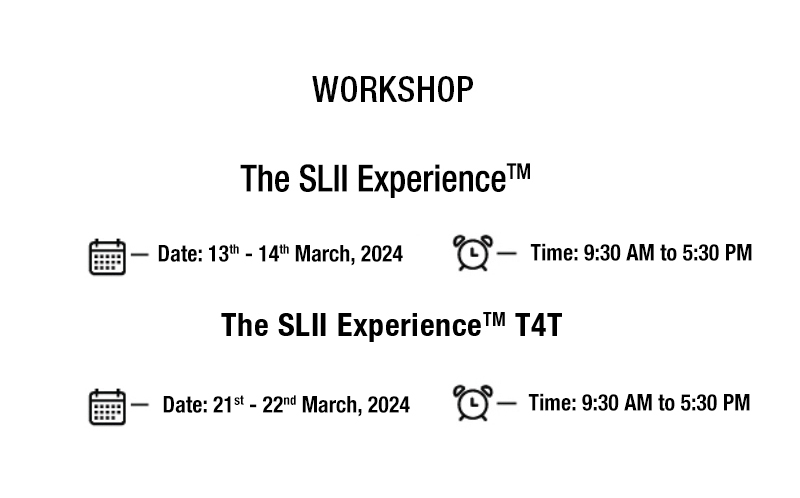 WORKSHOP
The SLII Experience™
Date: 13th - 14th March, 2024
Time: 9:30 AM to 5:30 PM
The SLII Experience™ T4T
Date: 21st - 22nd March, 2024
Time: 9:30 AM to 5:30 PM